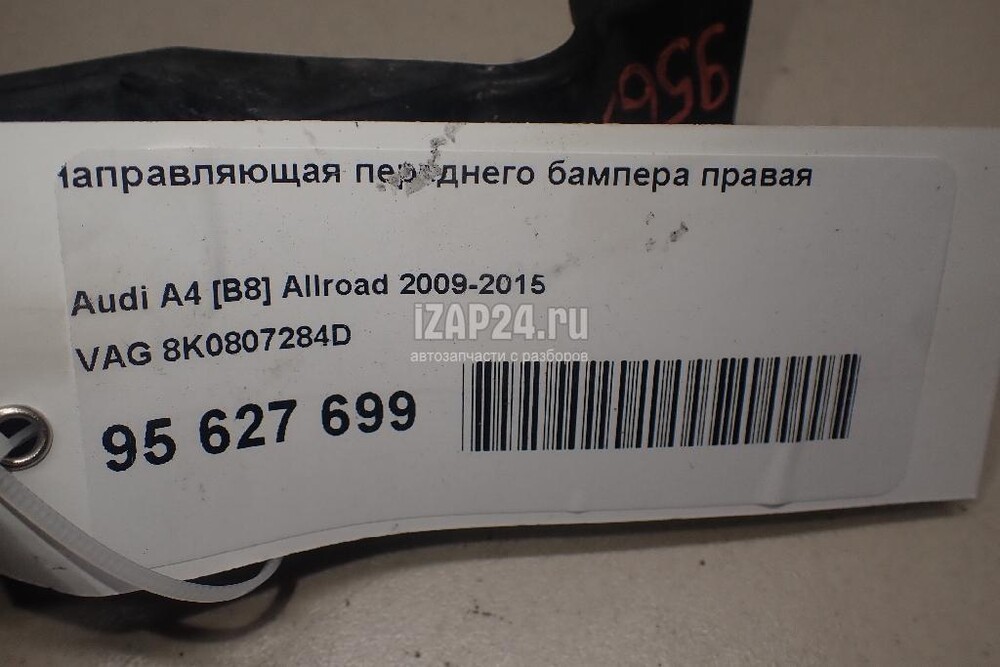 956
Направляющая переднего бампера правая
Audi A4 [B8] Allroad 2009-2015
iZAP24.ru
VAG 8K0807284D
автозапчасти с разборов
95 627 699